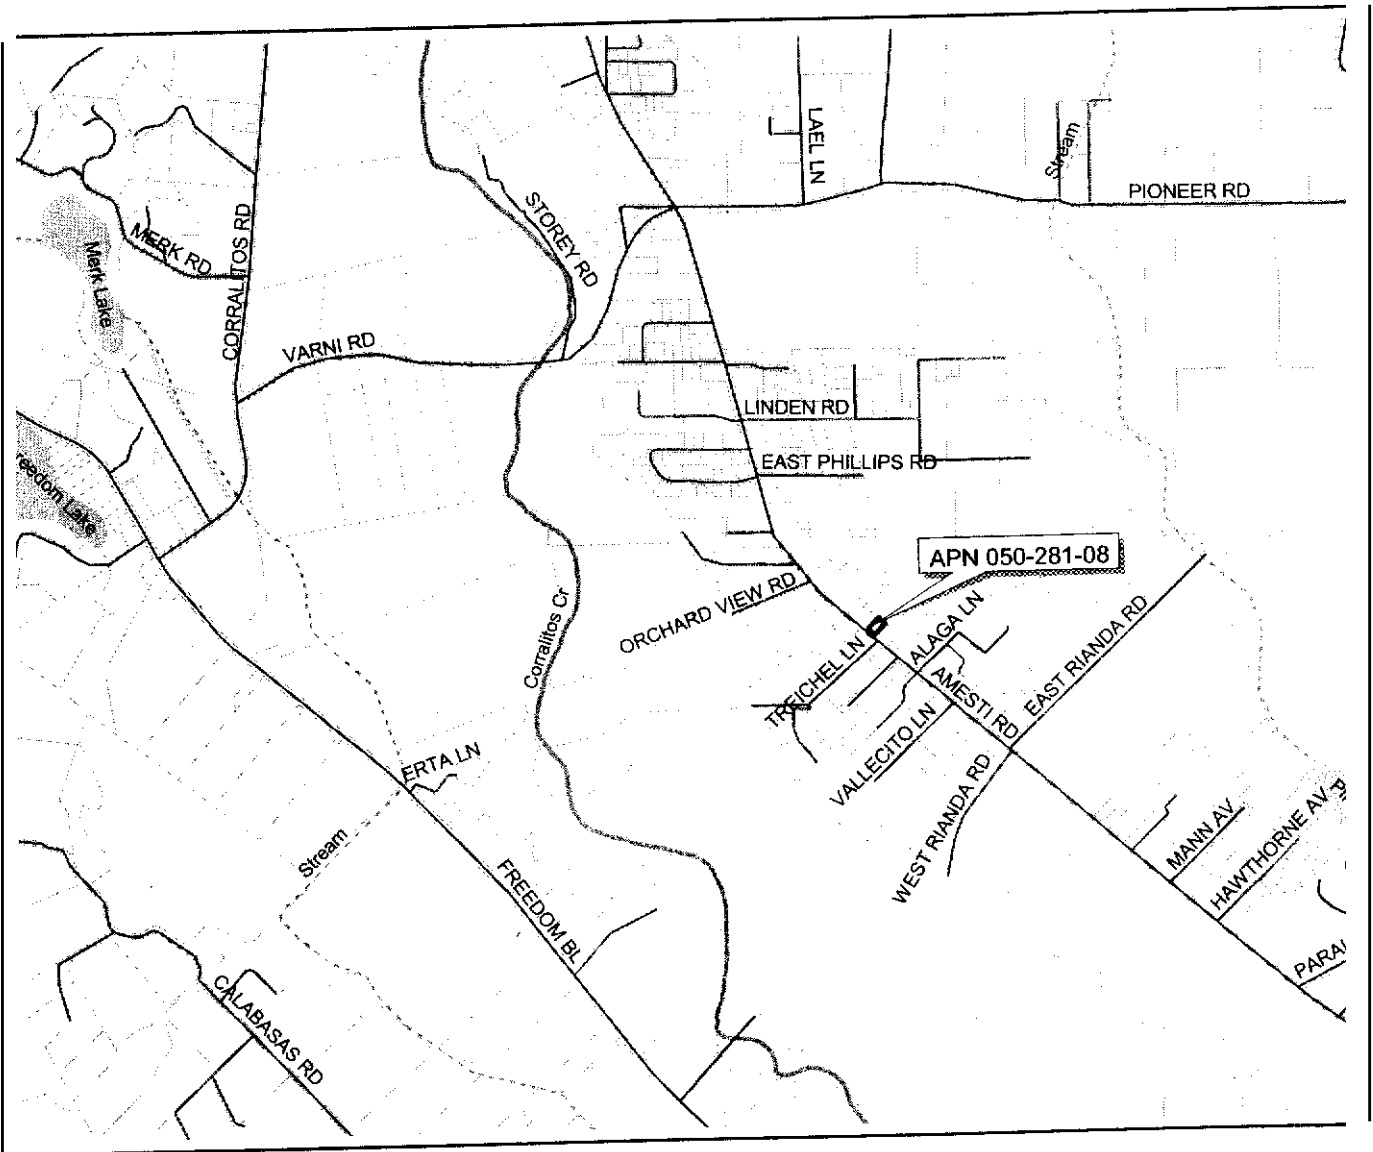 LAEL LN
Stream
PIONEER RD
STOREY RD
MERK RD
CORRALITOS RD
Merk Lake
VARNI RD
LINDEN RD
EAST PHILLIPS RD
reedom Lake
APN 050-281-08
ORCHARD VIEW RD
Corralitos Cr
TREICHEL LN
ALAGA LN
AMESTI RD
EAST RIANDA RD
VALLECITO LN
WEST RIANDA RD
ERTA LN
Stream
FREEDOM BL
MANN AV
HAWTHORNE AV
CALABASAS RD